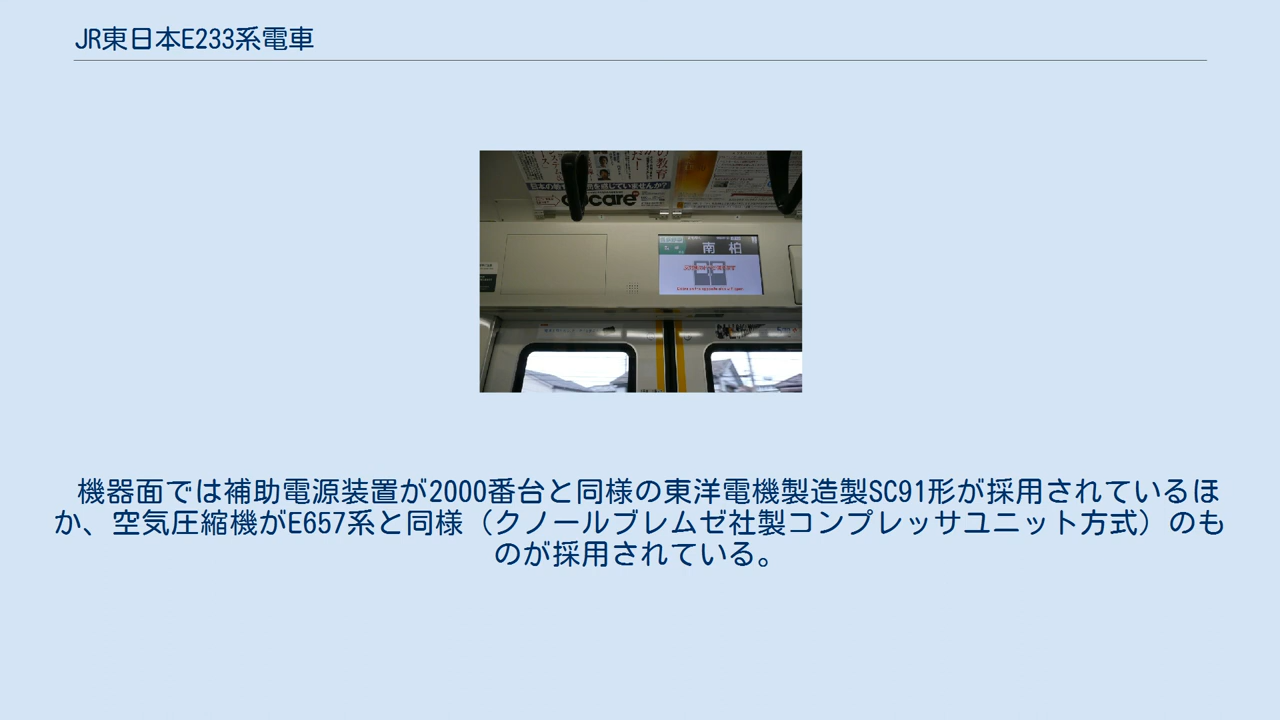 JR東日本E233系電車
の教育
南柏
機器面では補助電源装置が2000番台と同様の東洋電機製造製SC91形が採用されているほ
か、空気圧縮機がE657系と同様（クノールブレムゼ社製コンプレッサユニット方式）のも
のが採用されている。